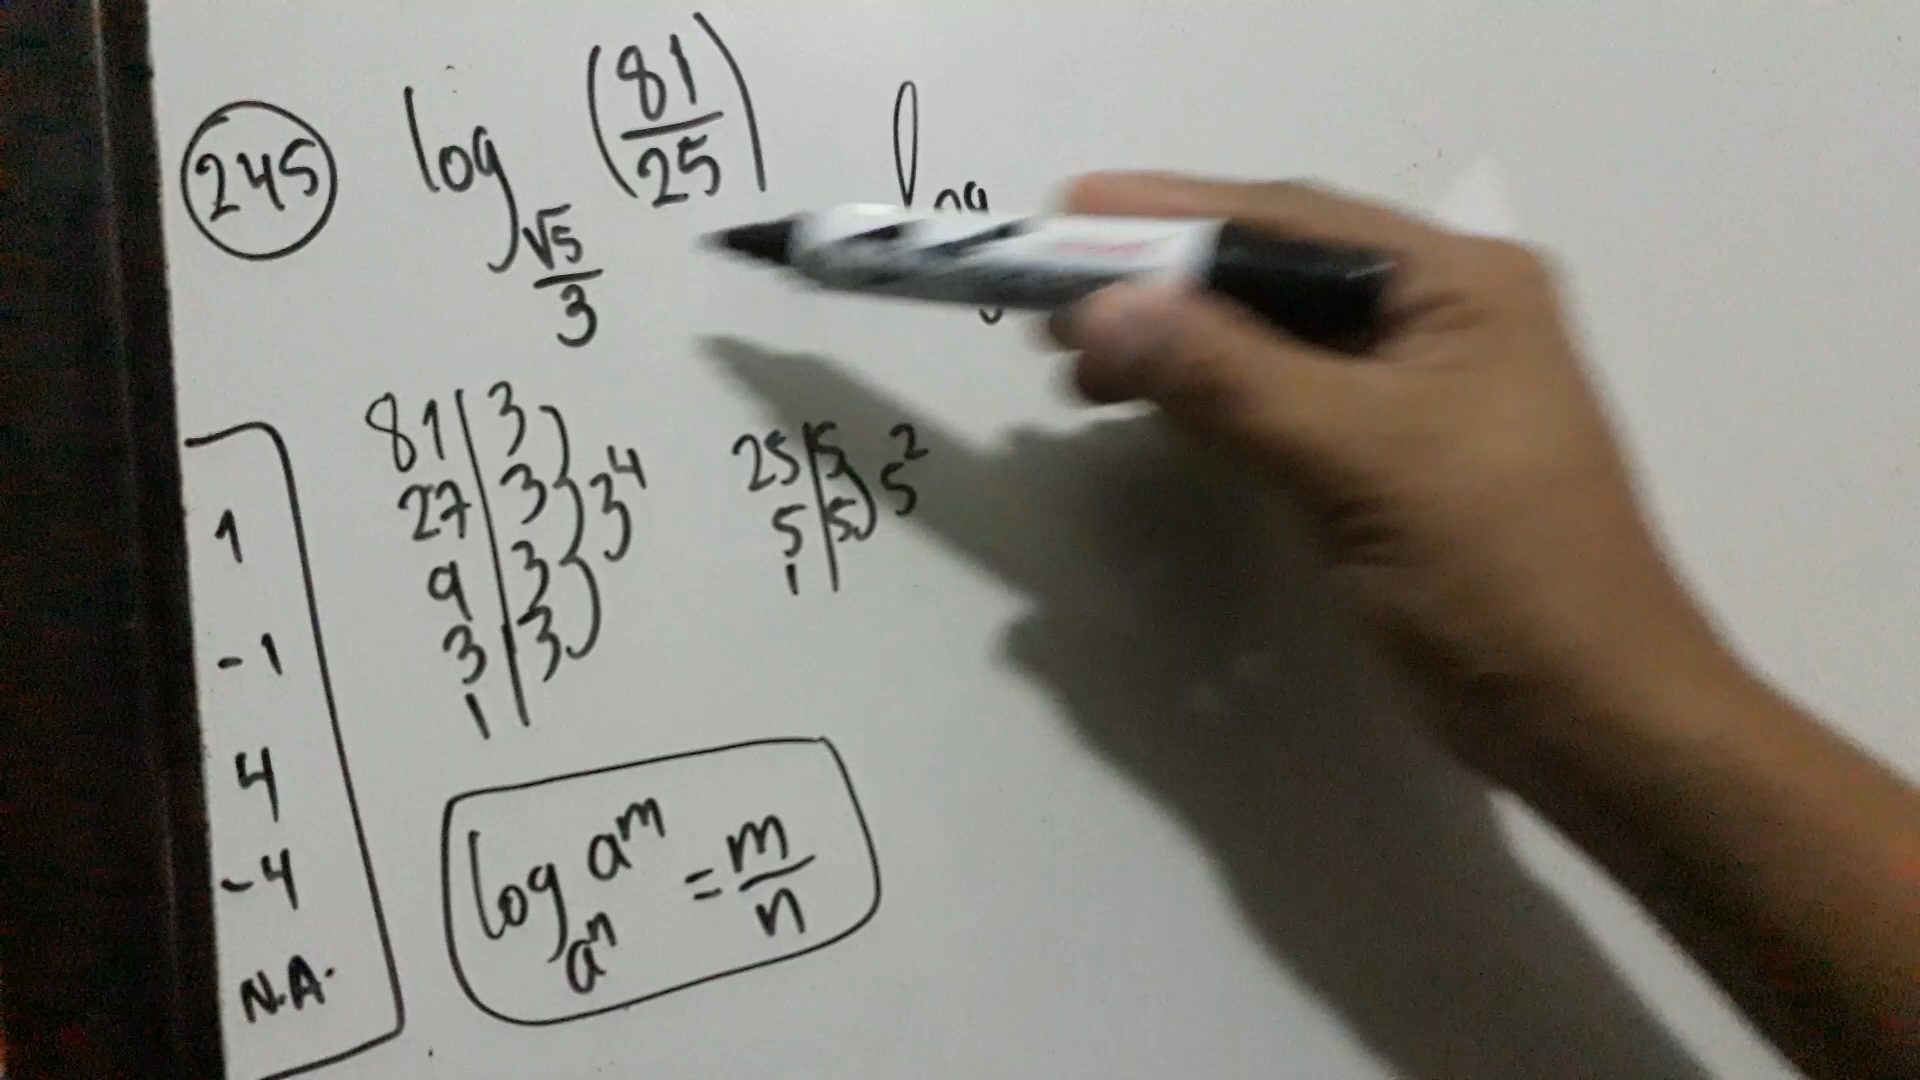 245
log_{√5/3} (81/25)
log
81 | 3
27 | 3
9 | 3
3 | 3
1
3^4
25 | 5
5 | 5
1
5^2
1
-1
4
-4
N.A.
log_{a^n} a^m = m/n